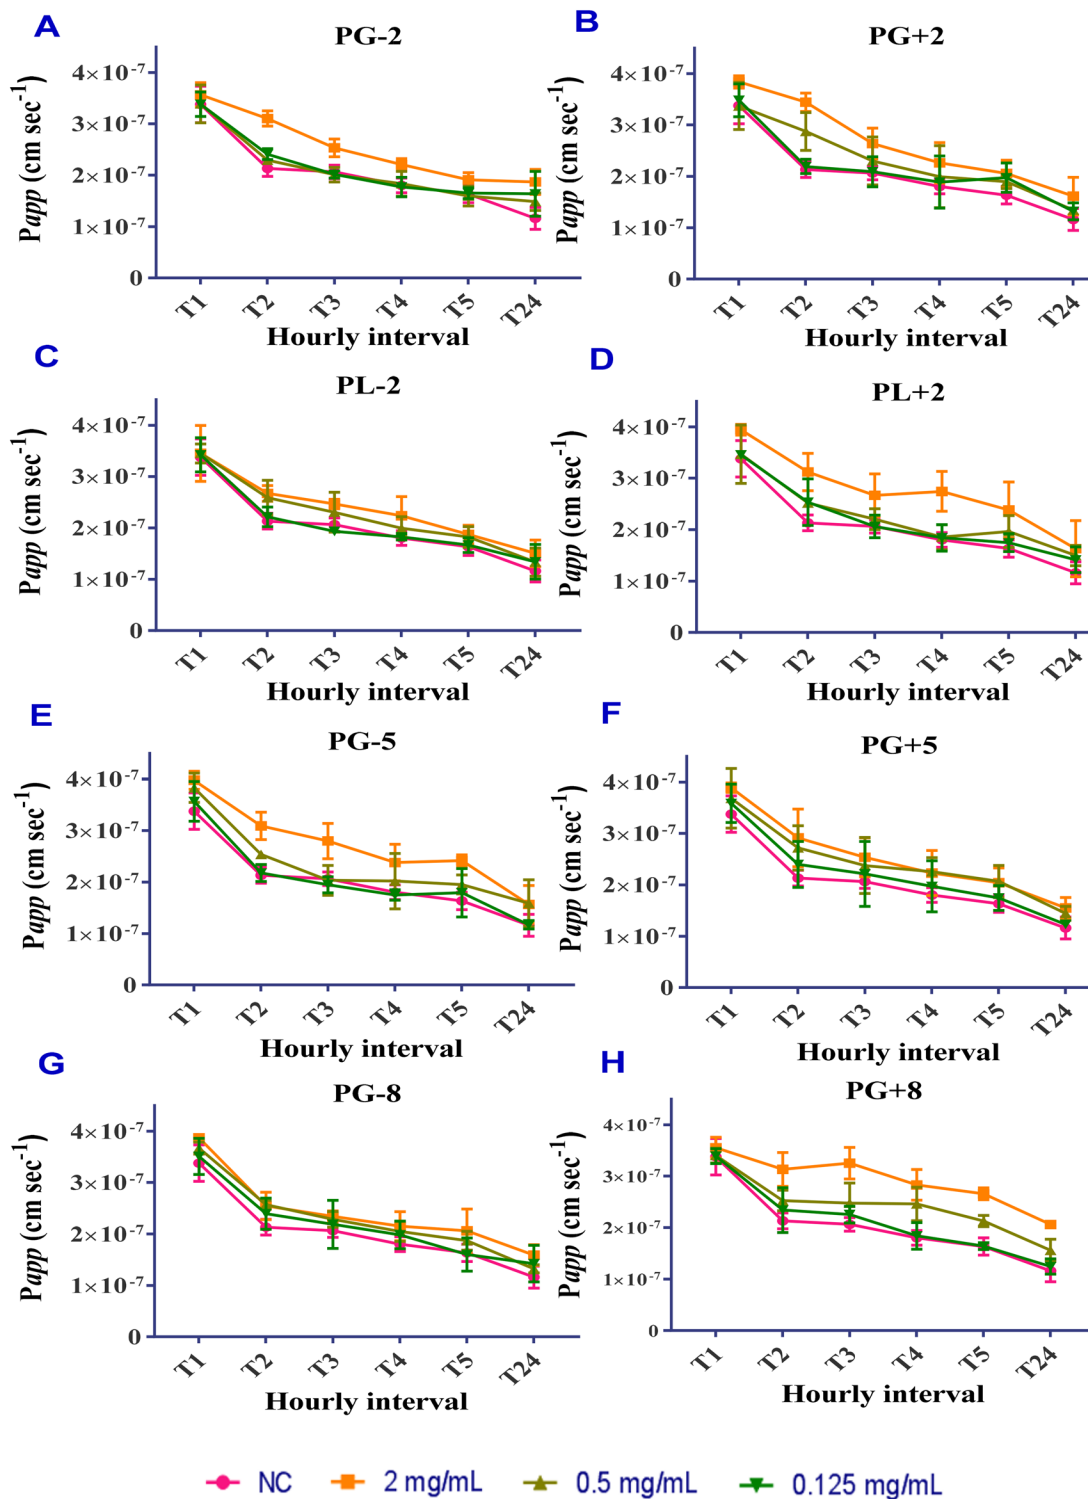 A
PG-2
Papp (cm sec⁻¹)
4×10⁻⁷
3×10⁻⁷
2×10⁻⁷
1×10⁻⁷
0
T1 T2 T3 T4 T5 T24
Hourly interval
B
PG+2
Papp (cm sec⁻¹)
4×10⁻⁷
3×10⁻⁷
2×10⁻⁷
1×10⁻⁷
0
T1 T2 T3 T4 T5 T24
Hourly interval
C
PL-2
Papp (cm sec⁻¹)
4×10⁻⁷
3×10⁻⁷
2×10⁻⁷
1×10⁻⁷
0
T1 T2 T3 T4 T5 T24
Hourly interval
D
PL+2
Papp (cm sec⁻¹)
4×10⁻⁷
3×10⁻⁷
2×10⁻⁷
1×10⁻⁷
0
T1 T2 T3 T4 T5 T24
Hourly interval
E
PG-5
Papp (cm sec⁻¹)
4×10⁻⁷
3×10⁻⁷
2×10⁻⁷
1×10⁻⁷
0
T1 T2 T3 T4 T5 T24
Hourly interval
F
PG+5
Papp (cm sec⁻¹)
4×10⁻⁷
3×10⁻⁷
2×10⁻⁷
1×10⁻⁷
0
T1 T2 T3 T4 T5 T24
Hourly interval
G
PG-8
Papp (cm sec⁻¹)
4×10⁻⁷
3×10⁻⁷
2×10⁻⁷
1×10⁻⁷
0
T1 T2 T3 T4 T5 T24
Hourly interval
H
PG+8
Papp (cm sec⁻¹)
4×10⁻⁷
3×10⁻⁷
2×10⁻⁷
1×10⁻⁷
0
T1 T2 T3 T4 T5 T24
Hourly interval
NC 2 mg/mL 0.5 mg/mL 0.125 mg/mL